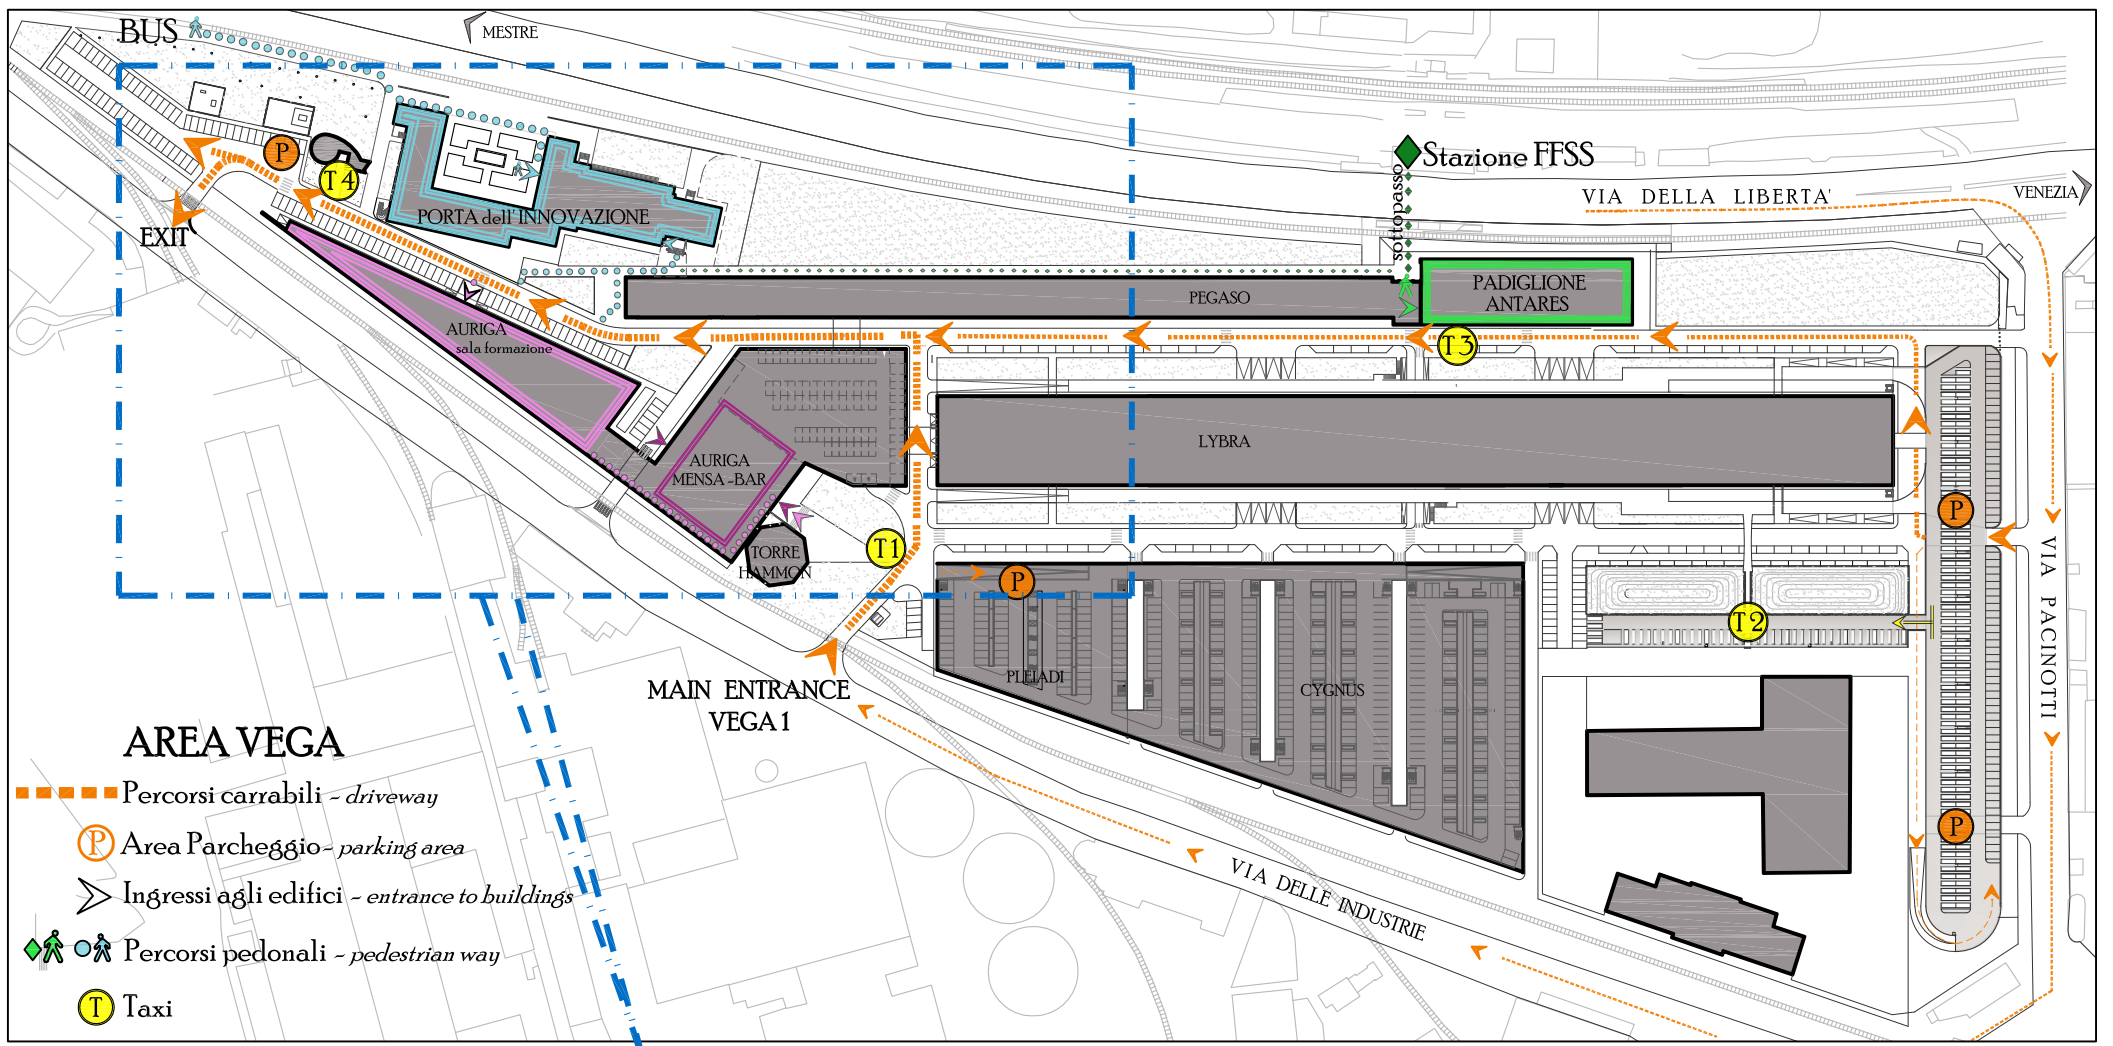 BUS
MESTRE
Stazione FFSS
sottopasso
VIA DELLA LIBERTA'
VENEZIA
P
T4
EXIT
PORTA dell' INNOVAZIONE
PEGASO
PADIGLIONE
ANTARES
T3
AURIGA
sala formazione
LYBRA
AURIGA
MENSA-BAR
P
T1
TORRE
HAMMON
P
T2
VIA PACINOTTI
PLEIADI
CYGNUS
MAIN ENTRANCE
VEGA 1
P
VIA DELLE INDUSTRIE
AREA VEGA
Percorsi carrabili - driveway
P Area Parcheggio - parking area
Ingressi agli edifici - entrance to buildings
Percorsi pedonali - pedestrian way
T Taxi